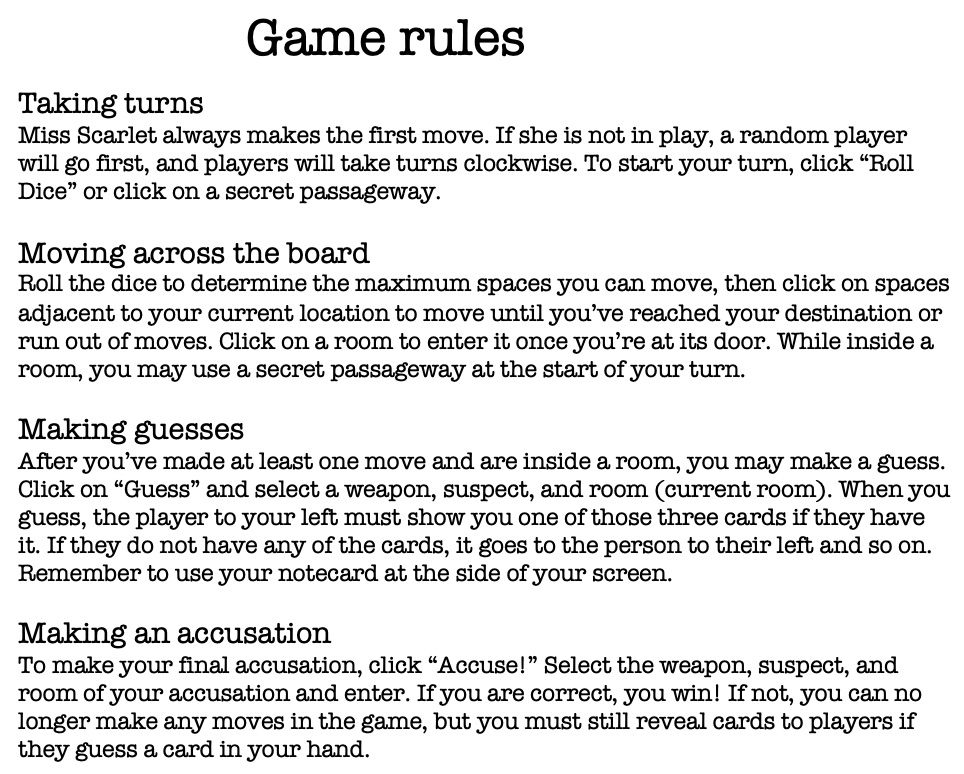 Game rules
Taking turns
Miss Scarlet always makes the first move. If she is not in play, a random player
will go first, and players will take turns clockwise. To start your turn, click “Roll
Dice” or click on a secret passageway.
Moving across the board
Roll the dice to determine the maximum spaces you can move, then click on spaces
adjacent to your current location to move until you’ve reached your destination or
run out of moves. Click on a room to enter it once you’re at its door. While inside a
room, you may use a secret passageway at the start of your turn.
Making guesses
After you’ve made at least one move and are inside a room, you may make a guess.
Click on “Guess” and select a weapon, suspect, and room (current room). When you
guess, the player to your left must show you one of those three cards if they have
it. If they do not have any of the cards, it goes to the person to their left and so on.
Remember to use your notecard at the side of your screen.
Making an accusation
To make your final accusation, click “Accuse!” Select the weapon, suspect, and
room of your accusation and enter. If you are correct, you win! If not, you can no
longer make any moves in the game, but you must still reveal cards to players if
they guess a card in your hand.